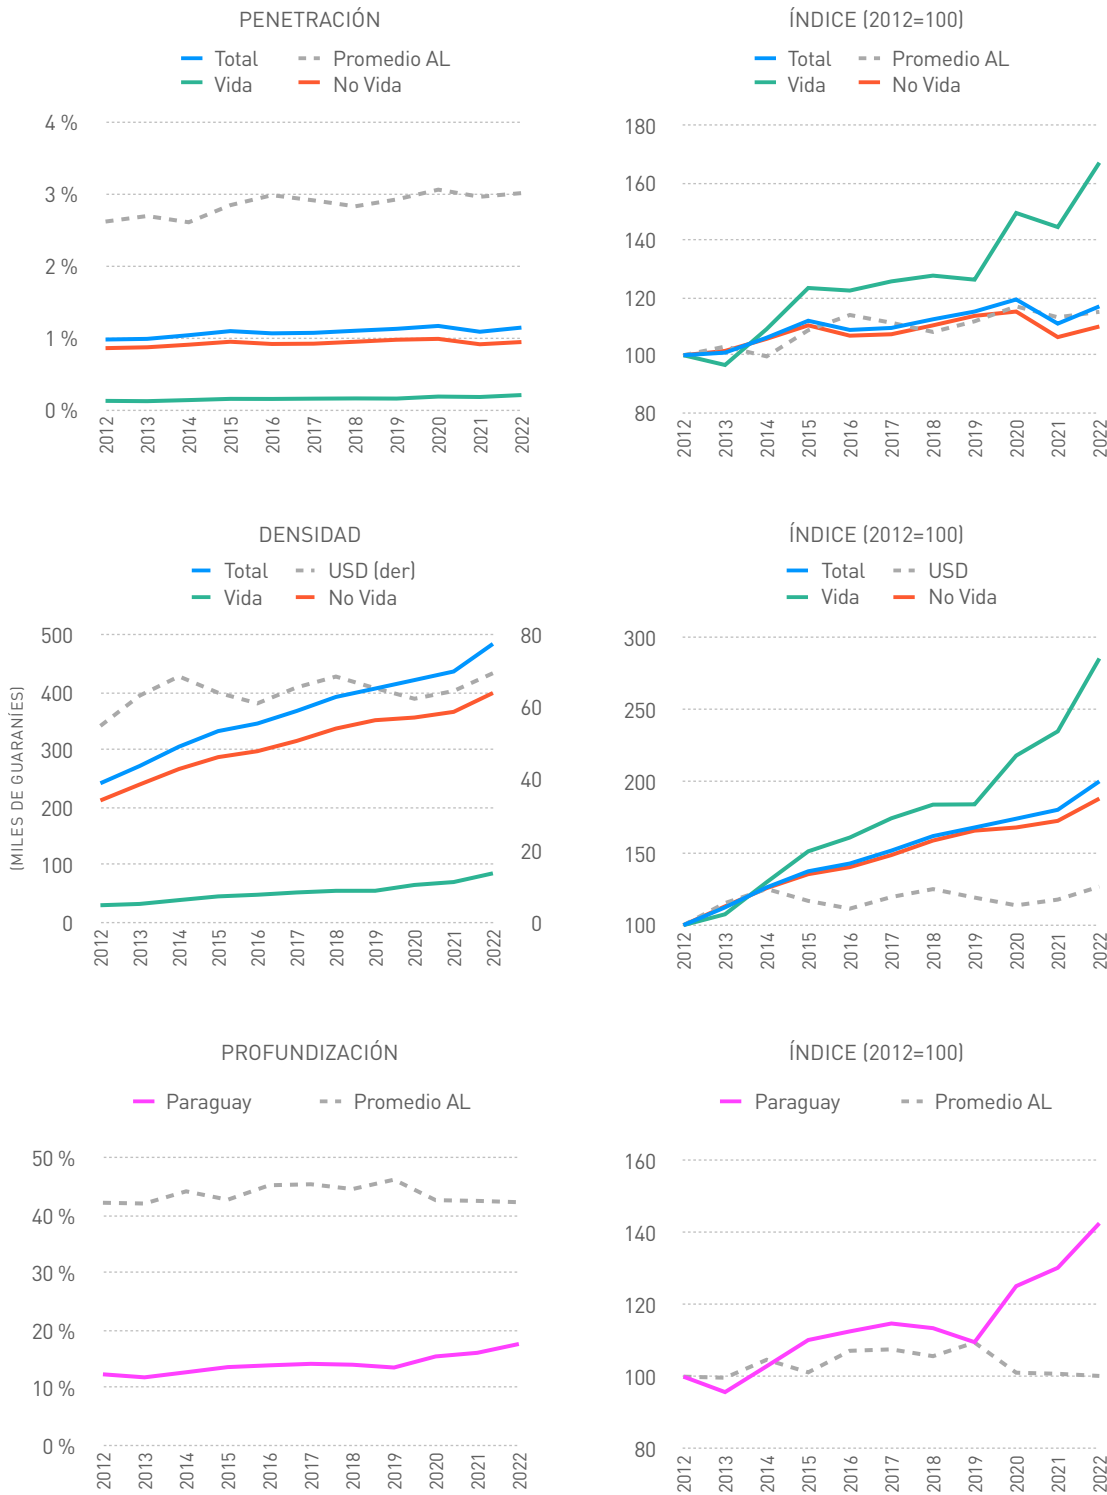 PENETRACIÓN
Total Promedio AL
Vida No Vida
4 %
3 %
2 %
1 %
0 %
2012 2013 2014 2015 2016 2017 2018 2019 2020 2021 2022
ÍNDICE (2012=100)
Total Promedio AL
Vida No Vida
180
160
140
120
100
80
2012 2013 2014 2015 2016 2017 2018 2019 2020 2021 2022
DENSIDAD
Total USD (der)
Vida No Vida
(MILES DE GUARANÍES)
500 80
400
300 60
200 40
100 20
0 0
2012 2013 2014 2015 2016 2017 2018 2019 2020 2021 2022
ÍNDICE (2012=100)
Total USD
Vida No Vida
300
250
200
150
100
2012 2013 2014 2015 2016 2017 2018 2019 2020 2021 2022
PROFUNDIZACIÓN
Paraguay Promedio AL
50 %
40 %
30 %
20 %
10 %
0 %
2012 2013 2014 2015 2016 2017 2018 2019 2020 2021 2022
ÍNDICE (2012=100)
Paraguay Promedio AL
160
140
120
100
80
2012 2013 2014 2015 2016 2017 2018 2019 2020 2021 2022